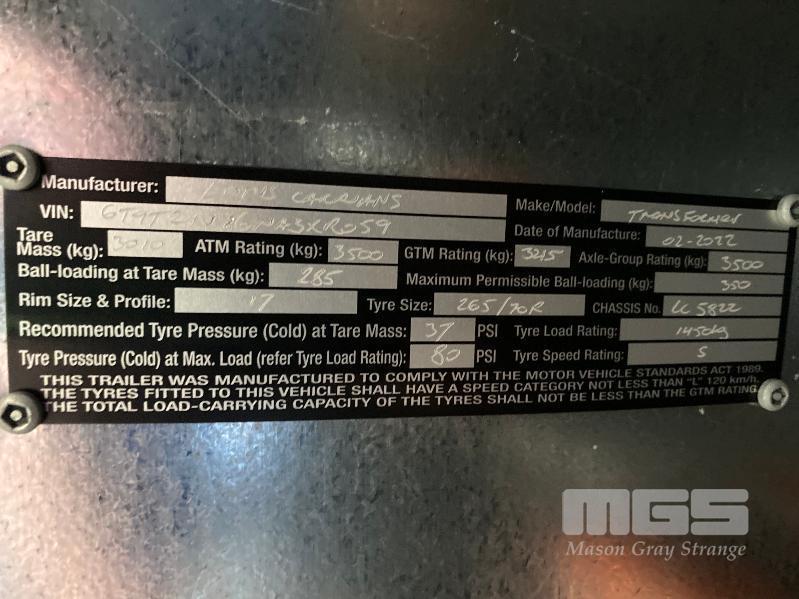 Manufacturer: CARAVANS Make/Model: TRANSFORMER
VIN: Date of Manufacture: 02-2022
Tare Mass (kg): 3010 ATM Rating (kg): 3500 GTM Rating (kg): 3215 Axle-Group Rating (kg): 3500
Ball-loading at Tare Mass (kg): 285 Maximum Permissible Ball-loading (kg): 350
Rim Size & Profile: 17 Tyre Size: 265/70R CHASSIS No. LC 5822
Recommended Tyre Pressure (Cold) at Tare Mass: 37 PSI Tyre Load Rating: 1450kg
Tyre Pressure (Cold) at Max. Load (refer Tyre Load Rating): 80 PSI Tyre Speed Rating: S
THIS TRAILER WAS MANUFACTURED TO COMPLY WITH THE MOTOR VEHICLE STANDARDS ACT 1989.
THE TYRES FITTED TO THIS VEHICLE SHALL HAVE A SPEED CATEGORY NOT LESS THAN "L" 120 km/h.
THE TOTAL LOAD-CARRYING CAPACITY OF THE TYRES SHALL NOT BE LESS THAN THE GTM RATING
MGS
Mason Gray Strange